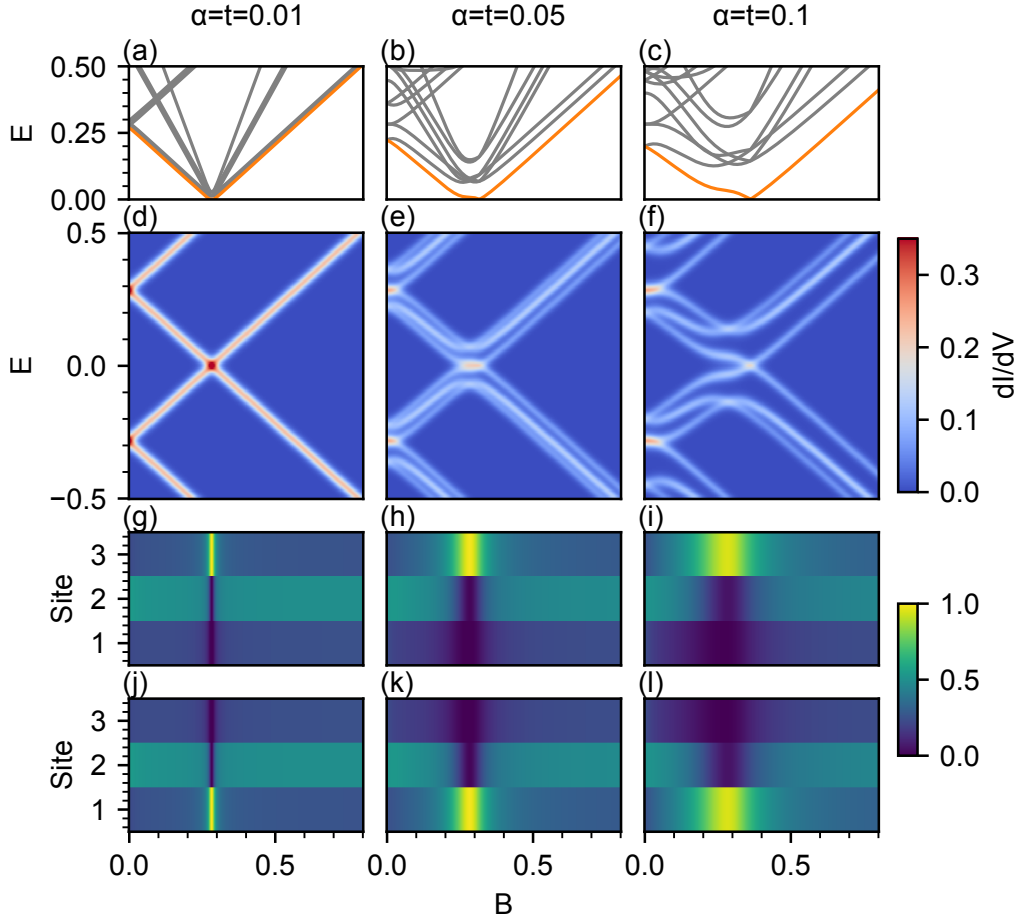 α=t=0.01 α=t=0.05 α=t=0.1
(a) (b) (c)
0.50
0.25
0.00
E
(d) (e) (f)
0.5
0.0
−0.5
E
0.3
0.2
0.1
0.0
dI/dV
(g) (h) (i)
3
2
1
Site
(j) (k) (l)
3
2
1
Site
1.0
0.5
0.0
0.0 0.5 0.0 0.5 0.0 0.5
B